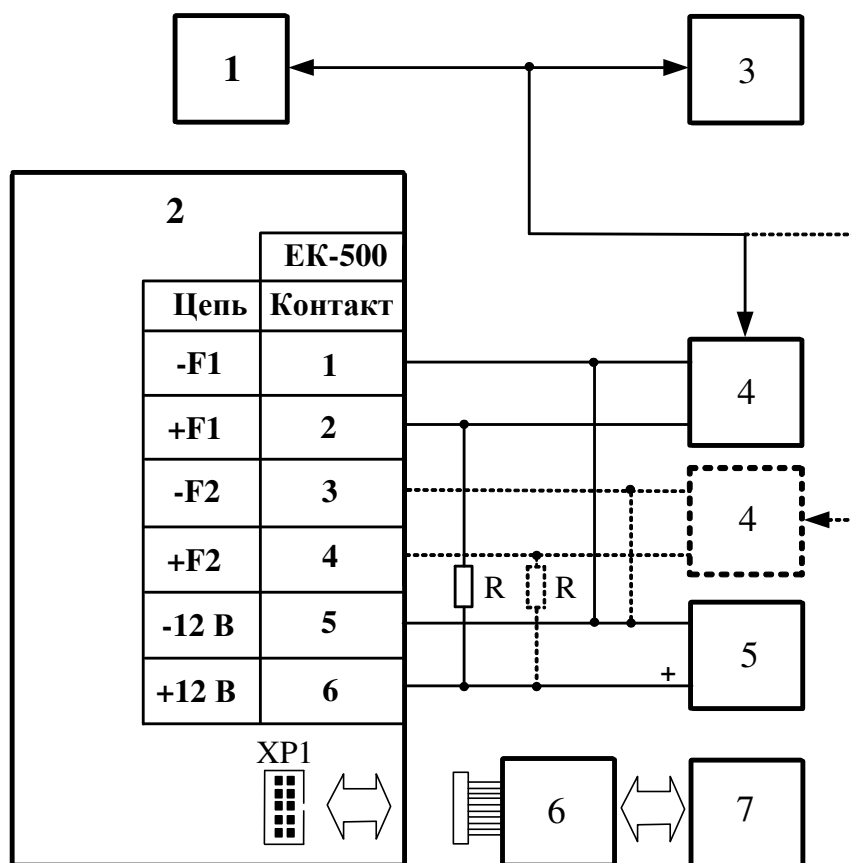 1
3
2
ЕК-500
Цепь Контакт
-F1 1
+F1 2
-F2 3
+F2 4
-12 В 5
+12 В 6
4
4
R R
5
+
XP1
6
7